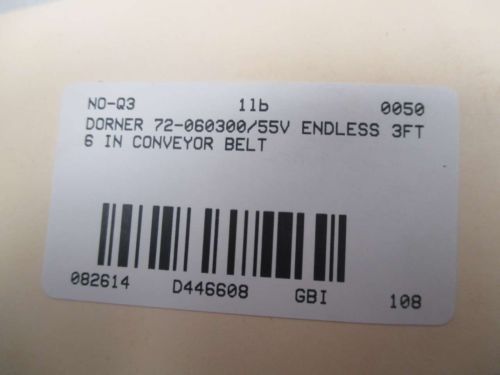 NO-Q3 1lb 0050
DORNER 72-060300/55V ENDLESS 3FT
6 IN CONVEYOR BELT
082614 D446608 GBI 108